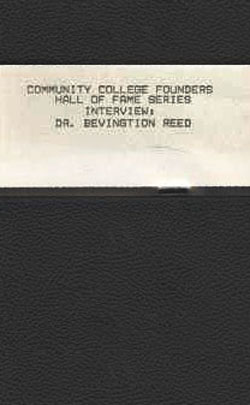 COMMUNITY COLLEGE FOUNDERS
HALL OF FAME SERIES
INTERVIEW:
DR. BEVINGTION REED